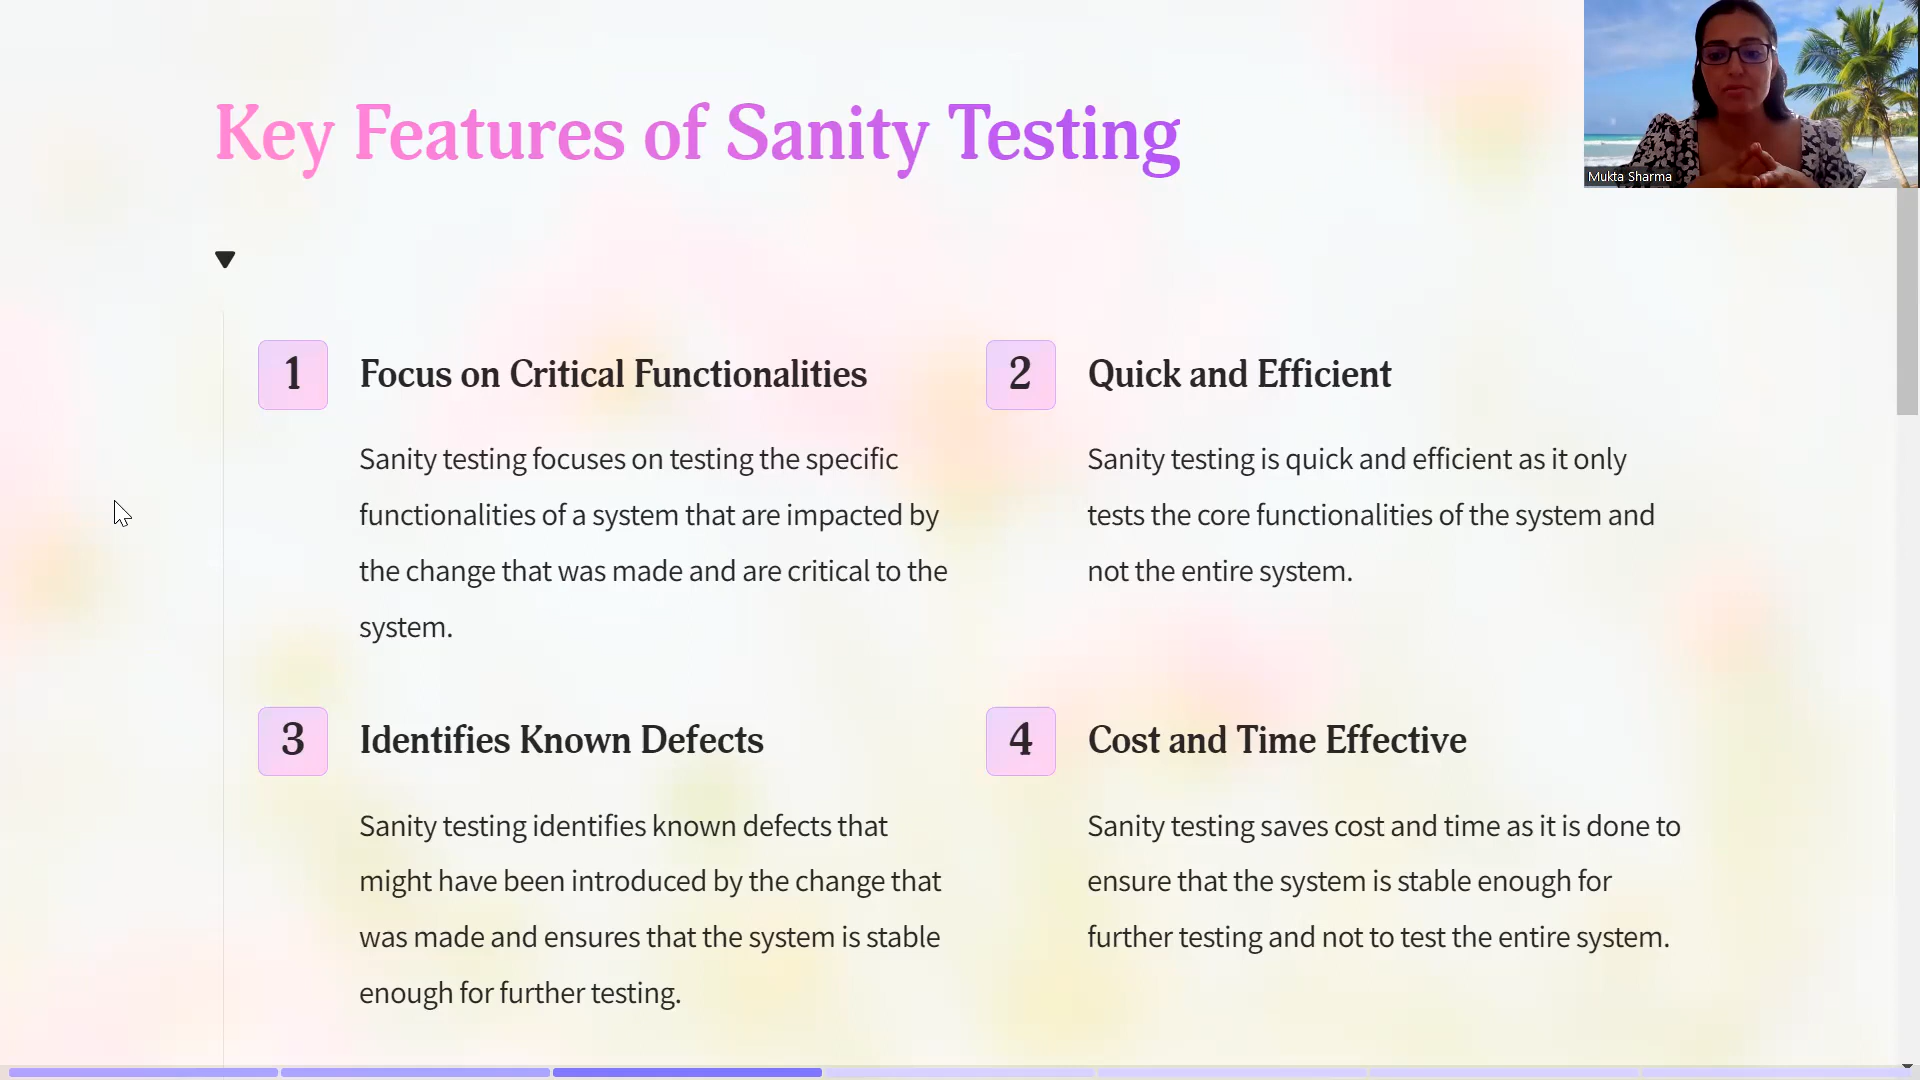 Key Features of Sanity Testing
Mukta Sharma
1
Focus on Critical Functionalities
Sanity testing focuses on testing the specific
functionalities of a system that are impacted by
the change that was made and are critical to the
system.
2
Quick and Efficient
Sanity testing is quick and efficient as it only
tests the core functionalities of the system and
not the entire system.
3
Identifies Known Defects
Sanity testing identifies known defects that
might have been introduced by the change that
was made and ensures that the system is stable
enough for further testing.
4
Cost and Time Effective
Sanity testing saves cost and time as it is done to
ensure that the system is stable enough for
further testing and not to test the entire system.